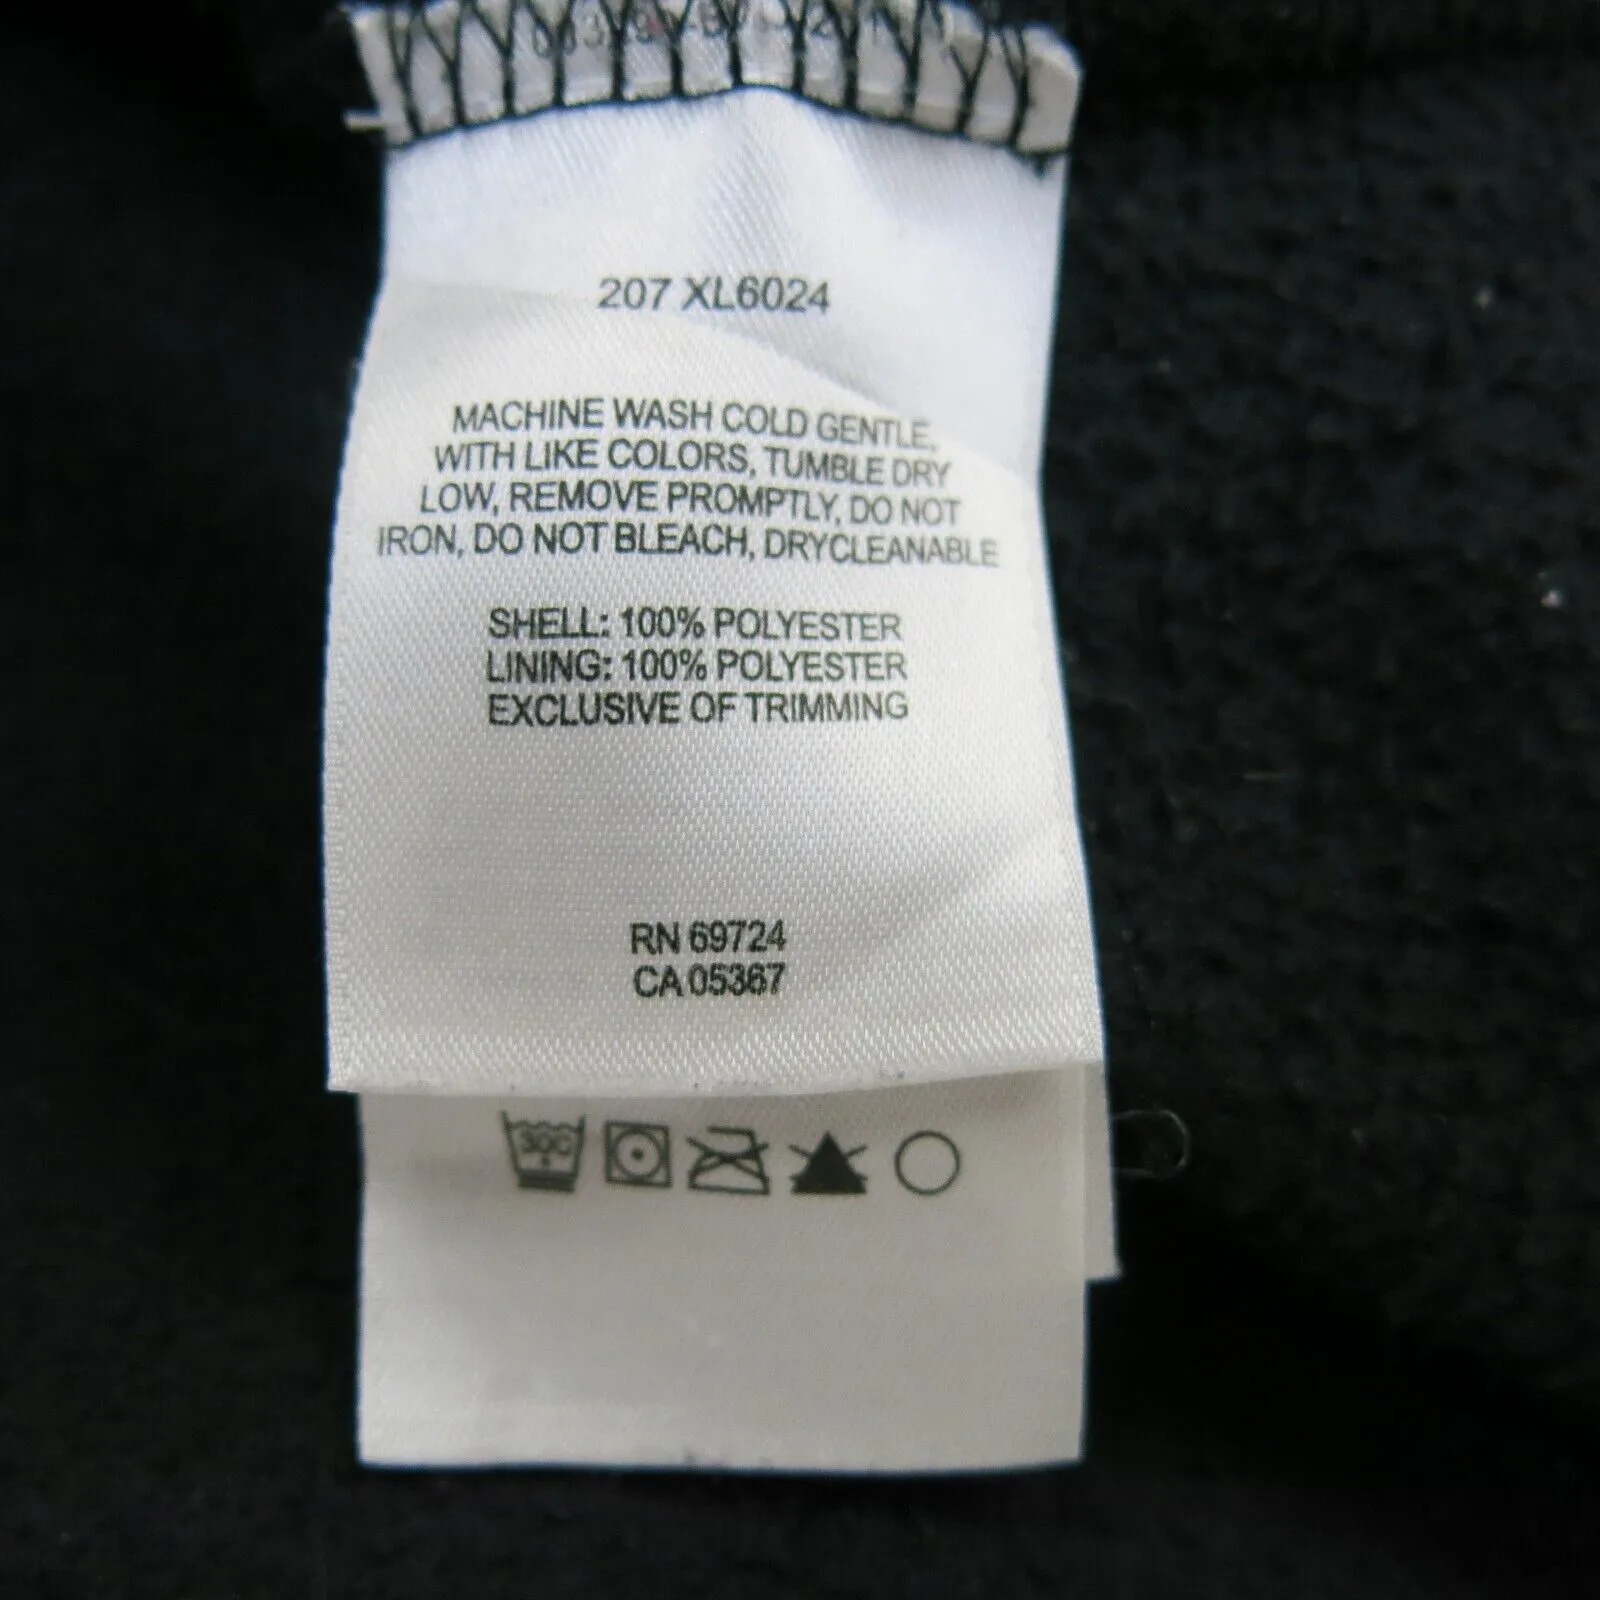 207 XL6024
MACHINE WASH COLD GENTLE,
WITH LIKE COLORS, TUMBLE DRY
LOW, REMOVE PROMPTLY, DO NOT
IRON, DO NOT BLEACH, DRYCLEANABLE
SHELL: 100% POLYESTER
LINING: 100% POLYESTER
EXCLUSIVE OF TRIMMING
RN 69724
CA 05367
30C